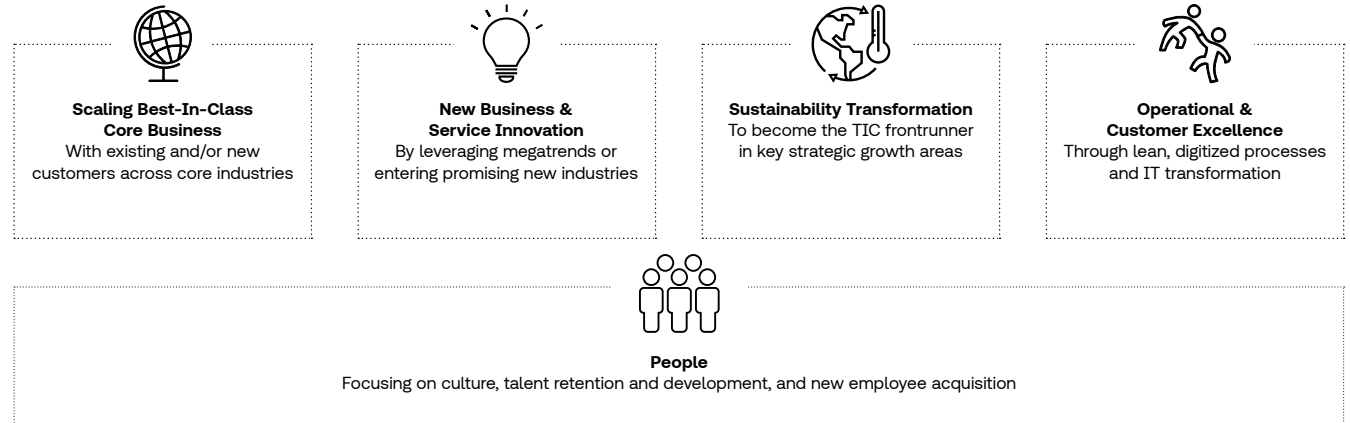 Scaling Best-In-Class
Core Business
With existing and/or new
customers across core industries
New Business &
Service Innovation
By leveraging megatrends or
entering promising new industries
Sustainability Transformation
To become the TIC frontrunner
in key strategic growth areas
Operational &
Customer Excellence
Through lean, digitized processes
and IT transformation
People
Focusing on culture, talent retention and development, and new employee acquisition